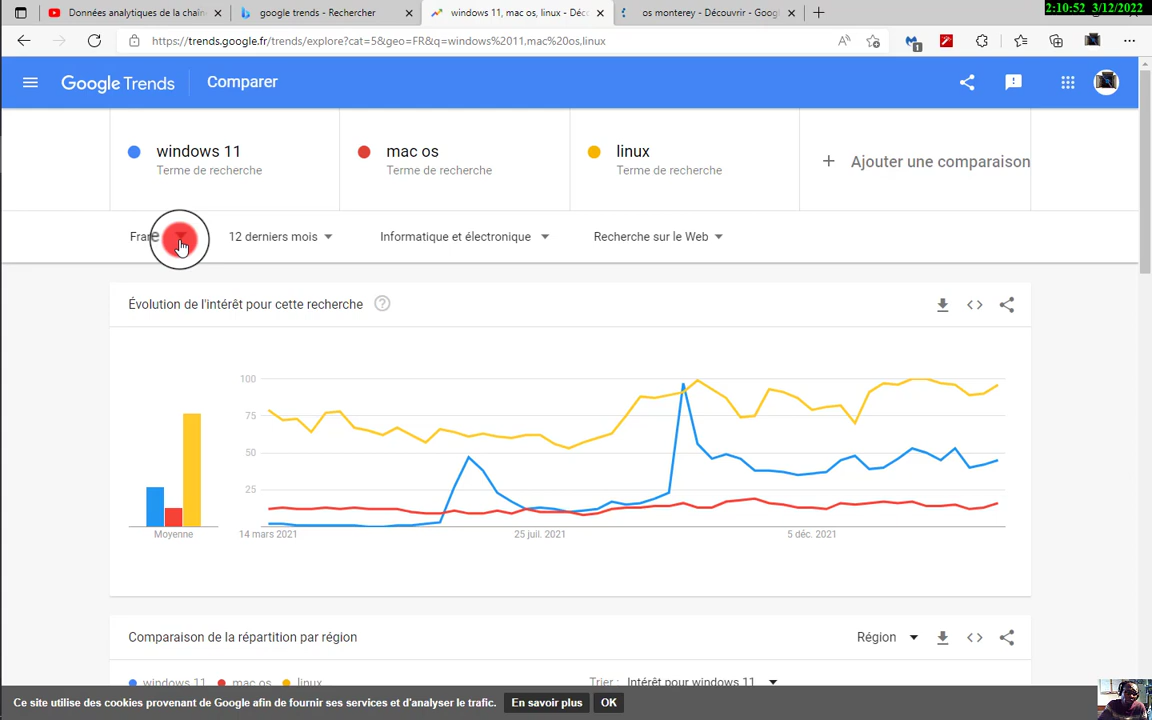 2:10:52 3/12/2022
Données analytiques de la chaîn
google trends - Rechercher
windows 11, mac os, linux - Déc
os monterey - Découvrir - Goog
https://trends.google.fr/trends/explore?cat=5&geo=FR&q=windows%2011,mac%20os,linux
Google Trends
Comparer
windows 11
Terme de recherche
mac os
Terme de recherche
linux
Terme de recherche
+ Ajouter une comparaison
12 derniers mois
Informatique et électronique
Recherche sur le Web
Évolution de l'intérêt pour cette recherche
100
75
50
25
Moyenne
14 mars 2021
25 juil. 2021
5 déc. 2021
Comparaison de la répartition par région
Région
windows 11 mac os linux
Trier : Intérêt pour windows 11
Ce site utilise des cookies provenant de Google afin de fournir ses services et d'analyser le trafic.
En savoir plus
OK